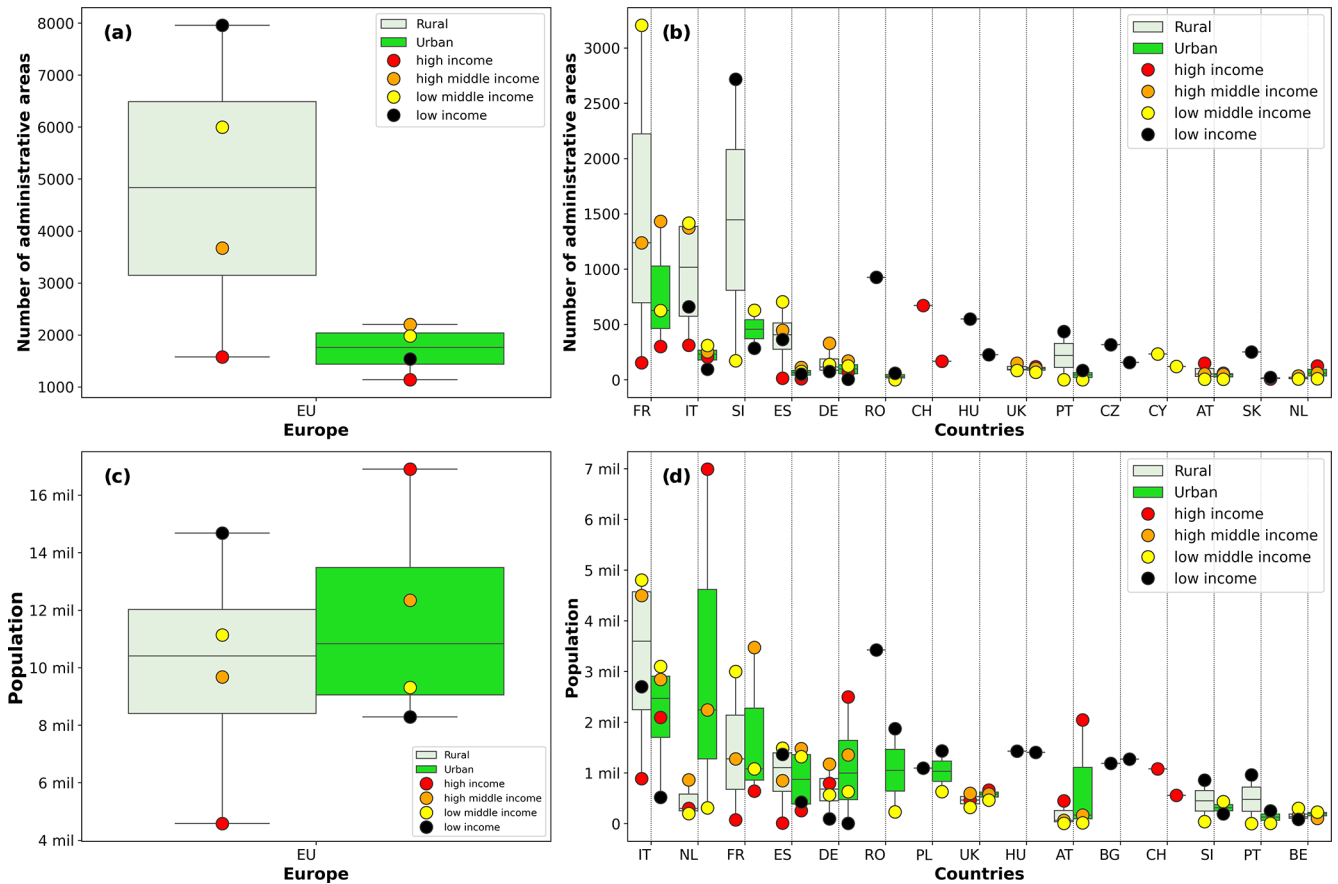 (a)
Number of administrative areas
8000
7000
6000
5000
4000
3000
2000
1000
EU
Europe
Rural
Urban
high income
high middle income
low middle income
low income
(b)
Number of administrative areas
3000
2500
2000
1500
1000
500
0
FR IT SI ES DE RO CH HU UK PT CZ CY AT SK NL
Countries
Rural
Urban
high income
high middle income
low middle income
low income
(c)
Population
16 mil
14 mil
12 mil
10 mil
8 mil
6 mil
4 mil
EU
Europe
Rural
Urban
high income
high middle income
low middle income
low income
(d)
Population
7 mil
6 mil
5 mil
4 mil
3 mil
2 mil
1 mil
0
IT NL FR ES DE RO PL UK HU AT BG CH SI PT BE
Countries
Rural
Urban
high income
high middle income
low middle income
low income